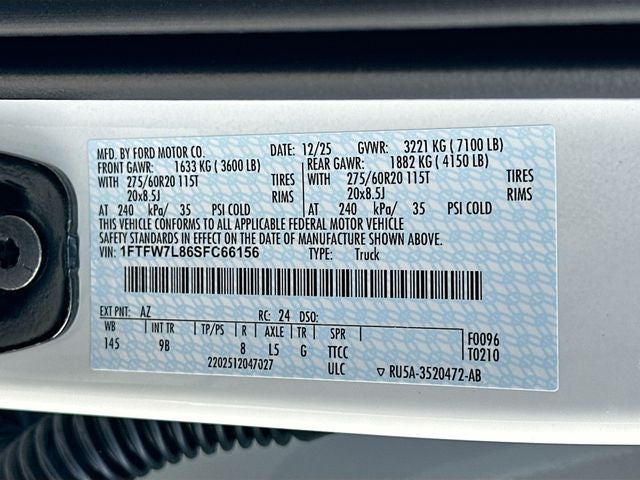 MFD. BY FORD MOTOR CO. DATE: 12/25 GVWR: 3221 KG ( 7100 LB)
FRONT GAWR: 1633 KG ( 3600 LB) REAR GAWR: 1882 KG ( 4150 LB)
WITH 275/60R20 115T TIRES WITH 275/60R20 115T TIRES
20x8.5J RIMS 20x8.5J RIMS
AT 240 kPa/ 35 PSI COLD AT 240 kPa/ 35 PSI COLD
THIS VEHICLE CONFORMS TO ALL APPLICABLE FEDERAL MOTOR VEHICLE
SAFETY STANDARDS IN EFFECT ON THE DATE OF MANUFACTURE SHOWN ABOVE.
VIN: 1FTFW7L86SFC66156 TYPE: Truck
EXT PNT: AZ RC: 24 DSO:
WB INT TR TP/PS R AXLE TR SPR F0096
145 9B 8 L5 G TTCC T0210
2202512047027 ULC ▽ RU5A-3520472-AB